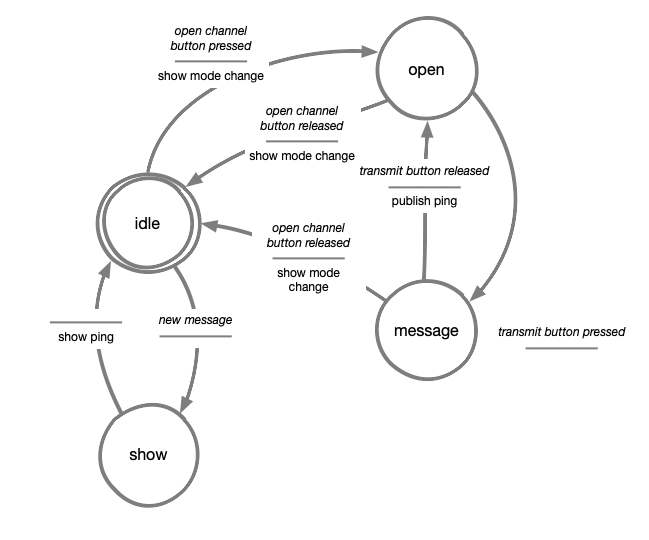 open channel
button pressed
show mode change
open
open channel
button released
show mode change
transmit button released
publish ping
idle
open channel
button released
show mode
change
new message
show ping
message
transmit button pressed
show